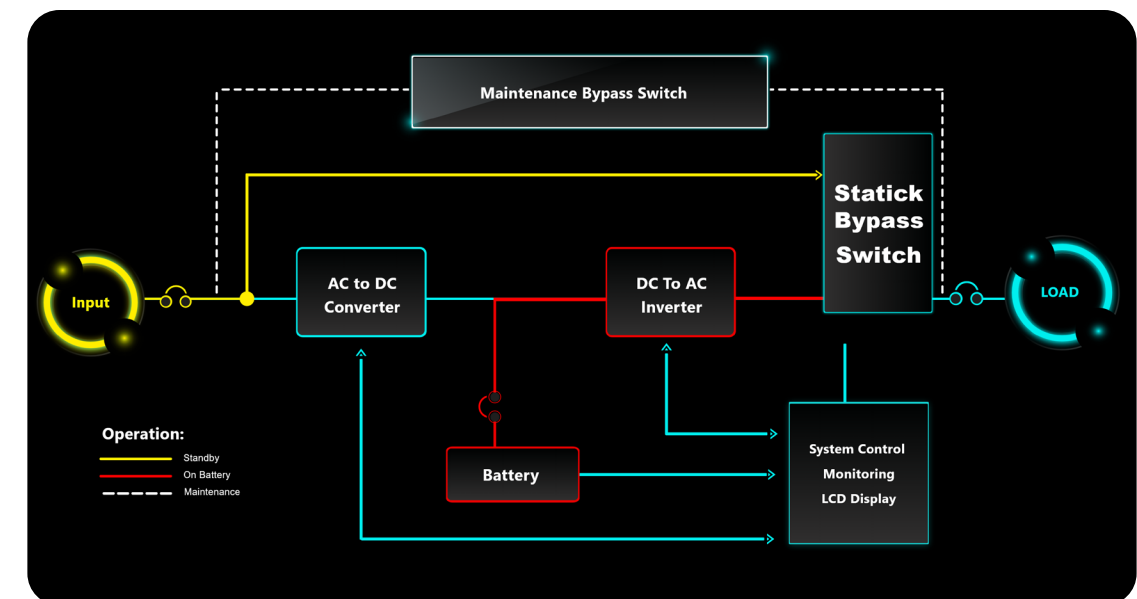 Maintenance Bypass Switch
Statick
Bypass
Switch
Input
AC to DC
Converter
DC To AC
Inverter
LOAD
Operation:
Standby
On Battery
Maintenance
Battery
System Control
Monitoring
LCD Display